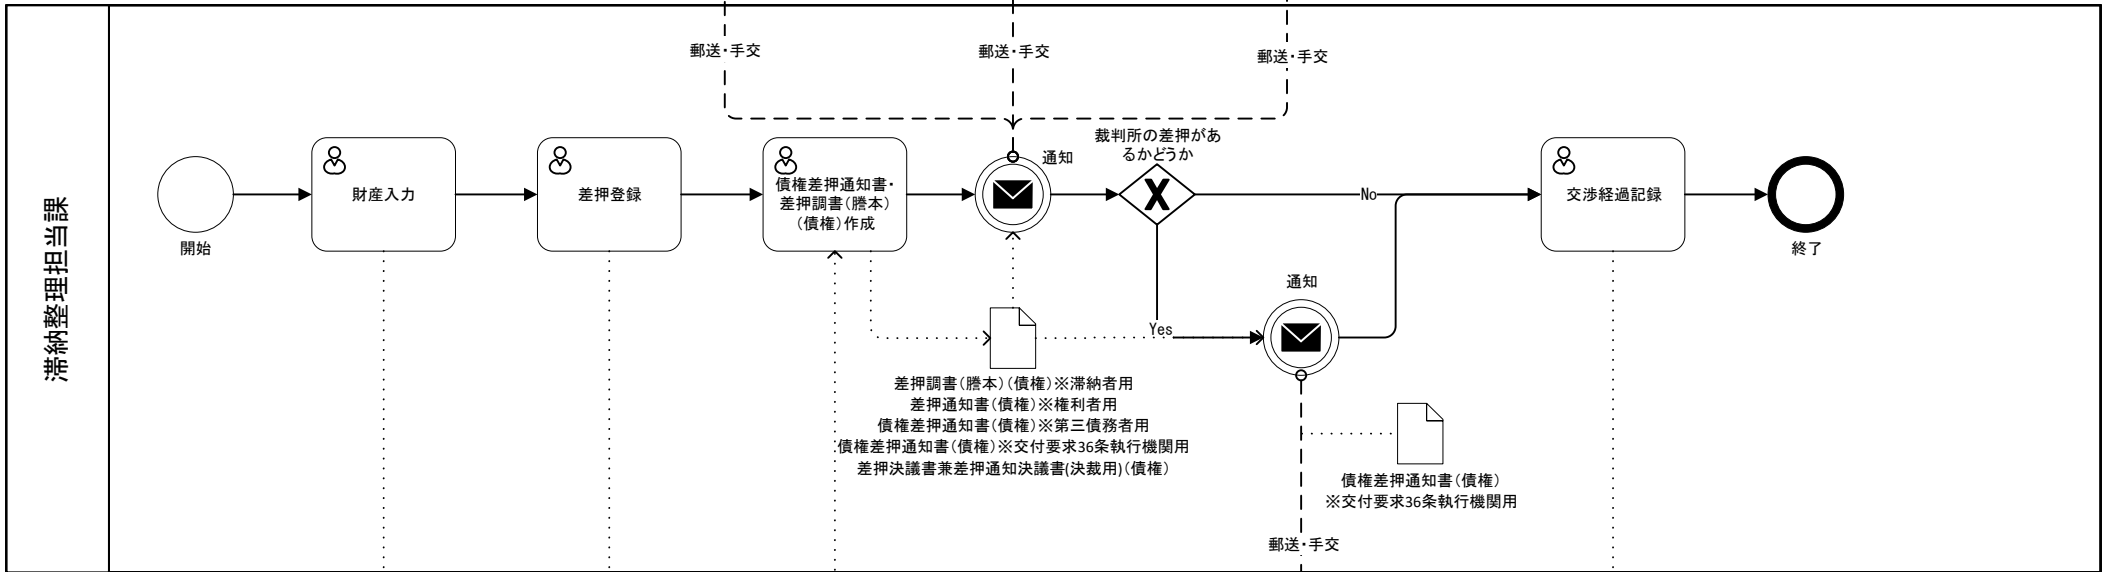 滞納整理担当課
郵送・手交
郵送・手交
郵送・手交
開始
財産入力
差押登録
債権差押通知書・
差押調書(謄本)
(債権)作成
通知
裁判所の差押があ
るかどうか
No
Yes
通知
交渉経過記録
終了
差押調書(謄本)(債権)※滞納者用
差押通知書(債権)※権利者用
債権差押通知書(債権)※第三債務者用
債権差押通知書(債権)※交付要求36条執行機関用
差押決議書兼差押通知決議書(決裁用)(債権)
債権差押通知書(債権)
※交付要求36条執行機関用
郵送・手交